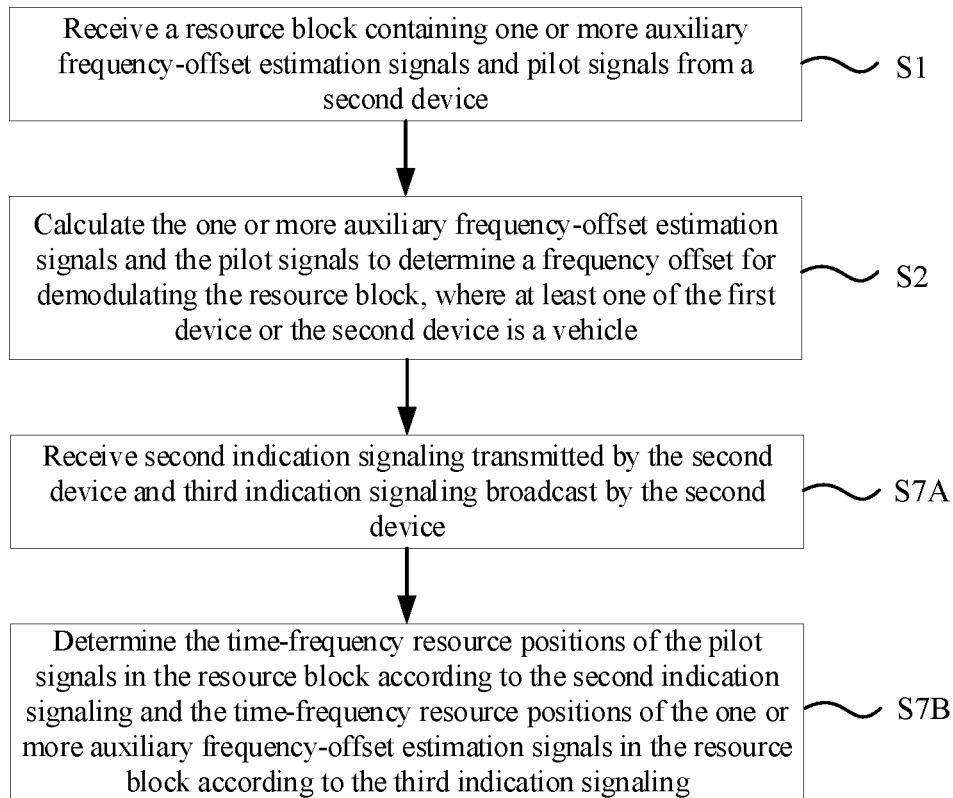 Receive a resource block containing one or more auxiliary
frequency-offset estimation signals and pilot signals from a
second device
S1
Calculate the one or more auxiliary frequency-offset estimation
signals and the pilot signals to determine a frequency offset for
demodulating the resource block, where at least one of the first
device or the second device is a vehicle
S2
Receive second indication signaling transmitted by the second
device and third indication signaling broadcast by the second
device
S7A
Determine the time-frequency resource positions of the pilot
signals in the resource block according to the second indication
signaling and the time-frequency resource positions of the one or
more auxiliary frequency-offset estimation signals in the resource
block according to the third indication signaling
S7B